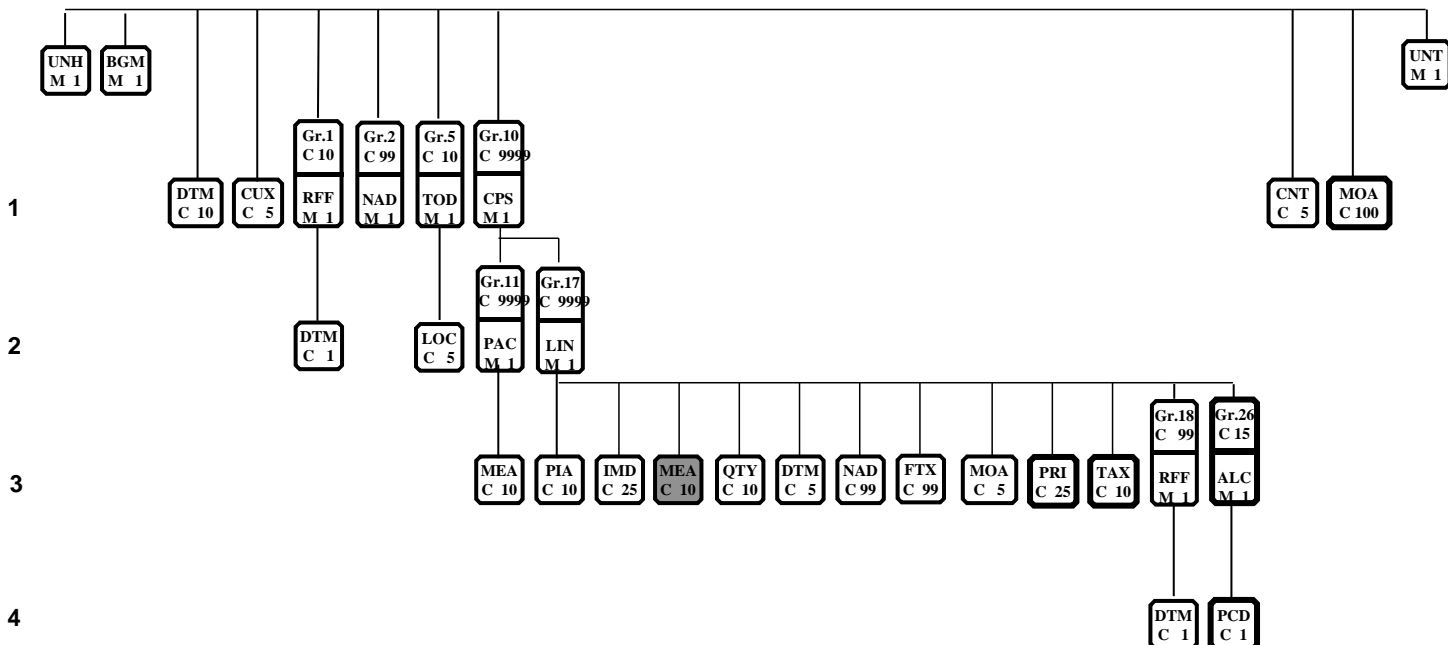 UNH BGM UNT
M 1 M 1 M 1
Gr.1 Gr.2 Gr.5 Gr.10
C 10 C 99 C 10 C 9999
DTM CUX RFF NAD TOD CPS CNT MOA
1 C 10 C 5 M 1 M 1 M 1 M 1 C 5 C 100
Gr.11 Gr.17
C 9999 C 9999
DTM LOC PAC LIN
2 C 1 C 5 M 1 M 1
Gr.18 Gr.26
C 99 C 15
MEA PIA IMD MEA QTY DTM NAD FTX MOA PRI TAX RFF ALC
3 C 10 C 10 C 25 C 10 C 10 C 5 C 99 C 99 C 5 C 25 C 10 M 1 M 1
DTM PCD
4 C 1 C 1